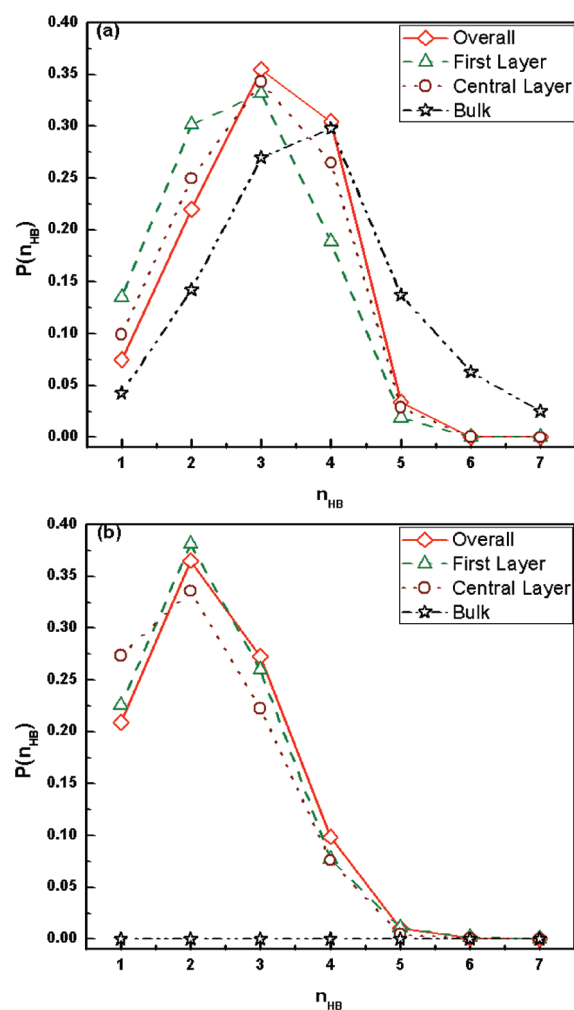 (a)
Overall
First Layer
Central Layer
Bulk
0.40
0.35
0.30
0.25
0.20
0.15
0.10
0.05
0.00
P(nHB)
1 2 3 4 5 6 7
nHB
(b)
Overall
First Layer
Central Layer
Bulk
0.40
0.35
0.30
0.25
0.20
0.15
0.10
0.05
0.00
P(nHB)
1 2 3 4 5 6 7
nHB